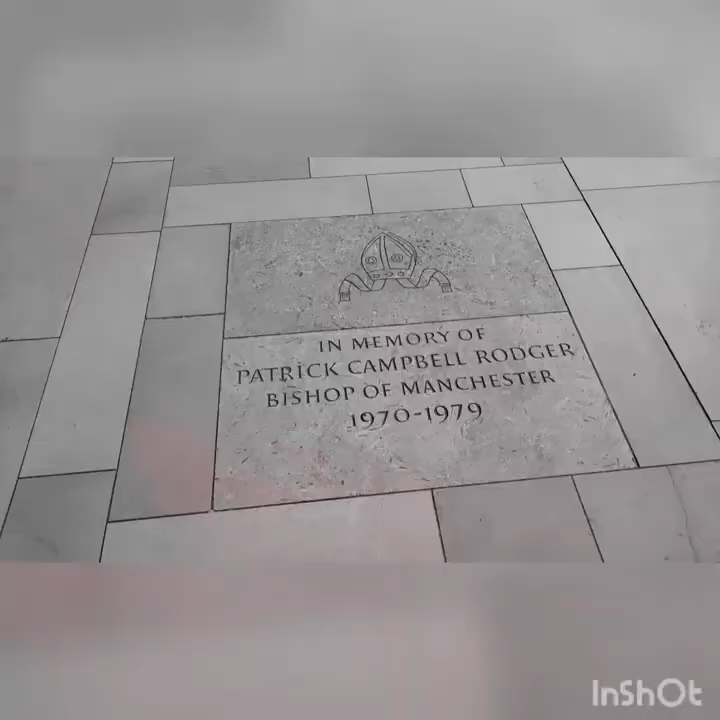 IN MEMORY OF
PATRICK CAMPBELL RODGER
BISHOP OF MANCHESTER
1970-1979
InShOt